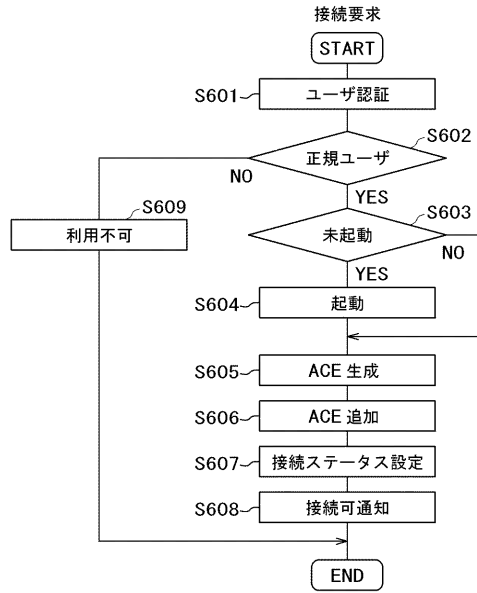 接続要求
START
S601
ユーザ認証
S602
正規ユーザ
NO
YES
S609
利用不可
S603
未起動
NO
YES
S604
起動
S605
ACE 生成
S606
ACE 追加
S607
接続ステータス設定
S608
接続可通知
END